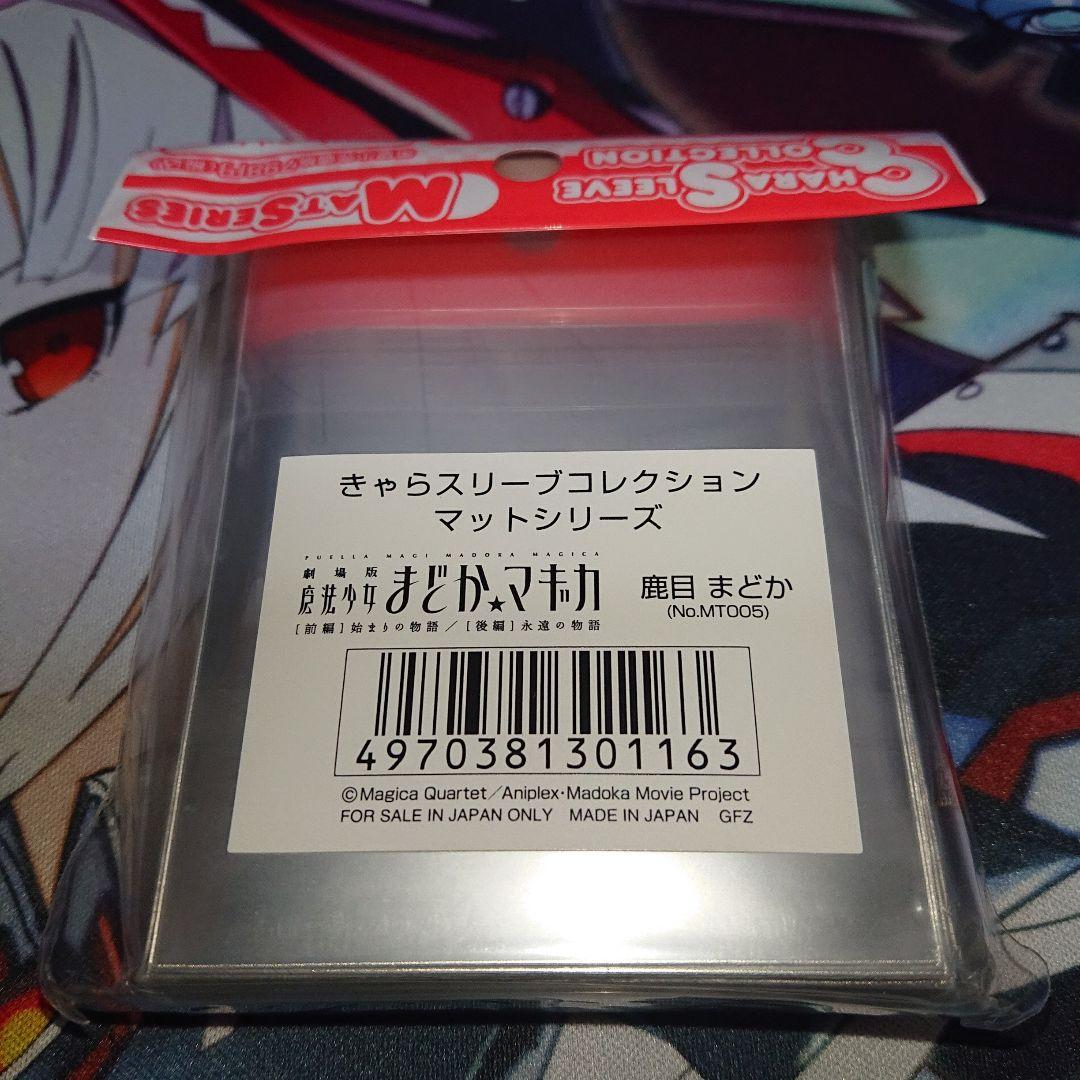 CHARA SLEEVE
COLLECTION
MAT SERIES
きゃらスリーブコレクション
マットシリーズ
PUELLA MAGI MADOKA MAGICA
劇場版
魔法少女まどか★マギカ
[前編]始まりの物語/[後編]永遠の物語
鹿目 まどか
(No.MT005)
4970381301163
©Magica Quartet/Aniplex・Madoka Movie Project
FOR SALE IN JAPAN ONLY MADE IN JAPAN GFZ